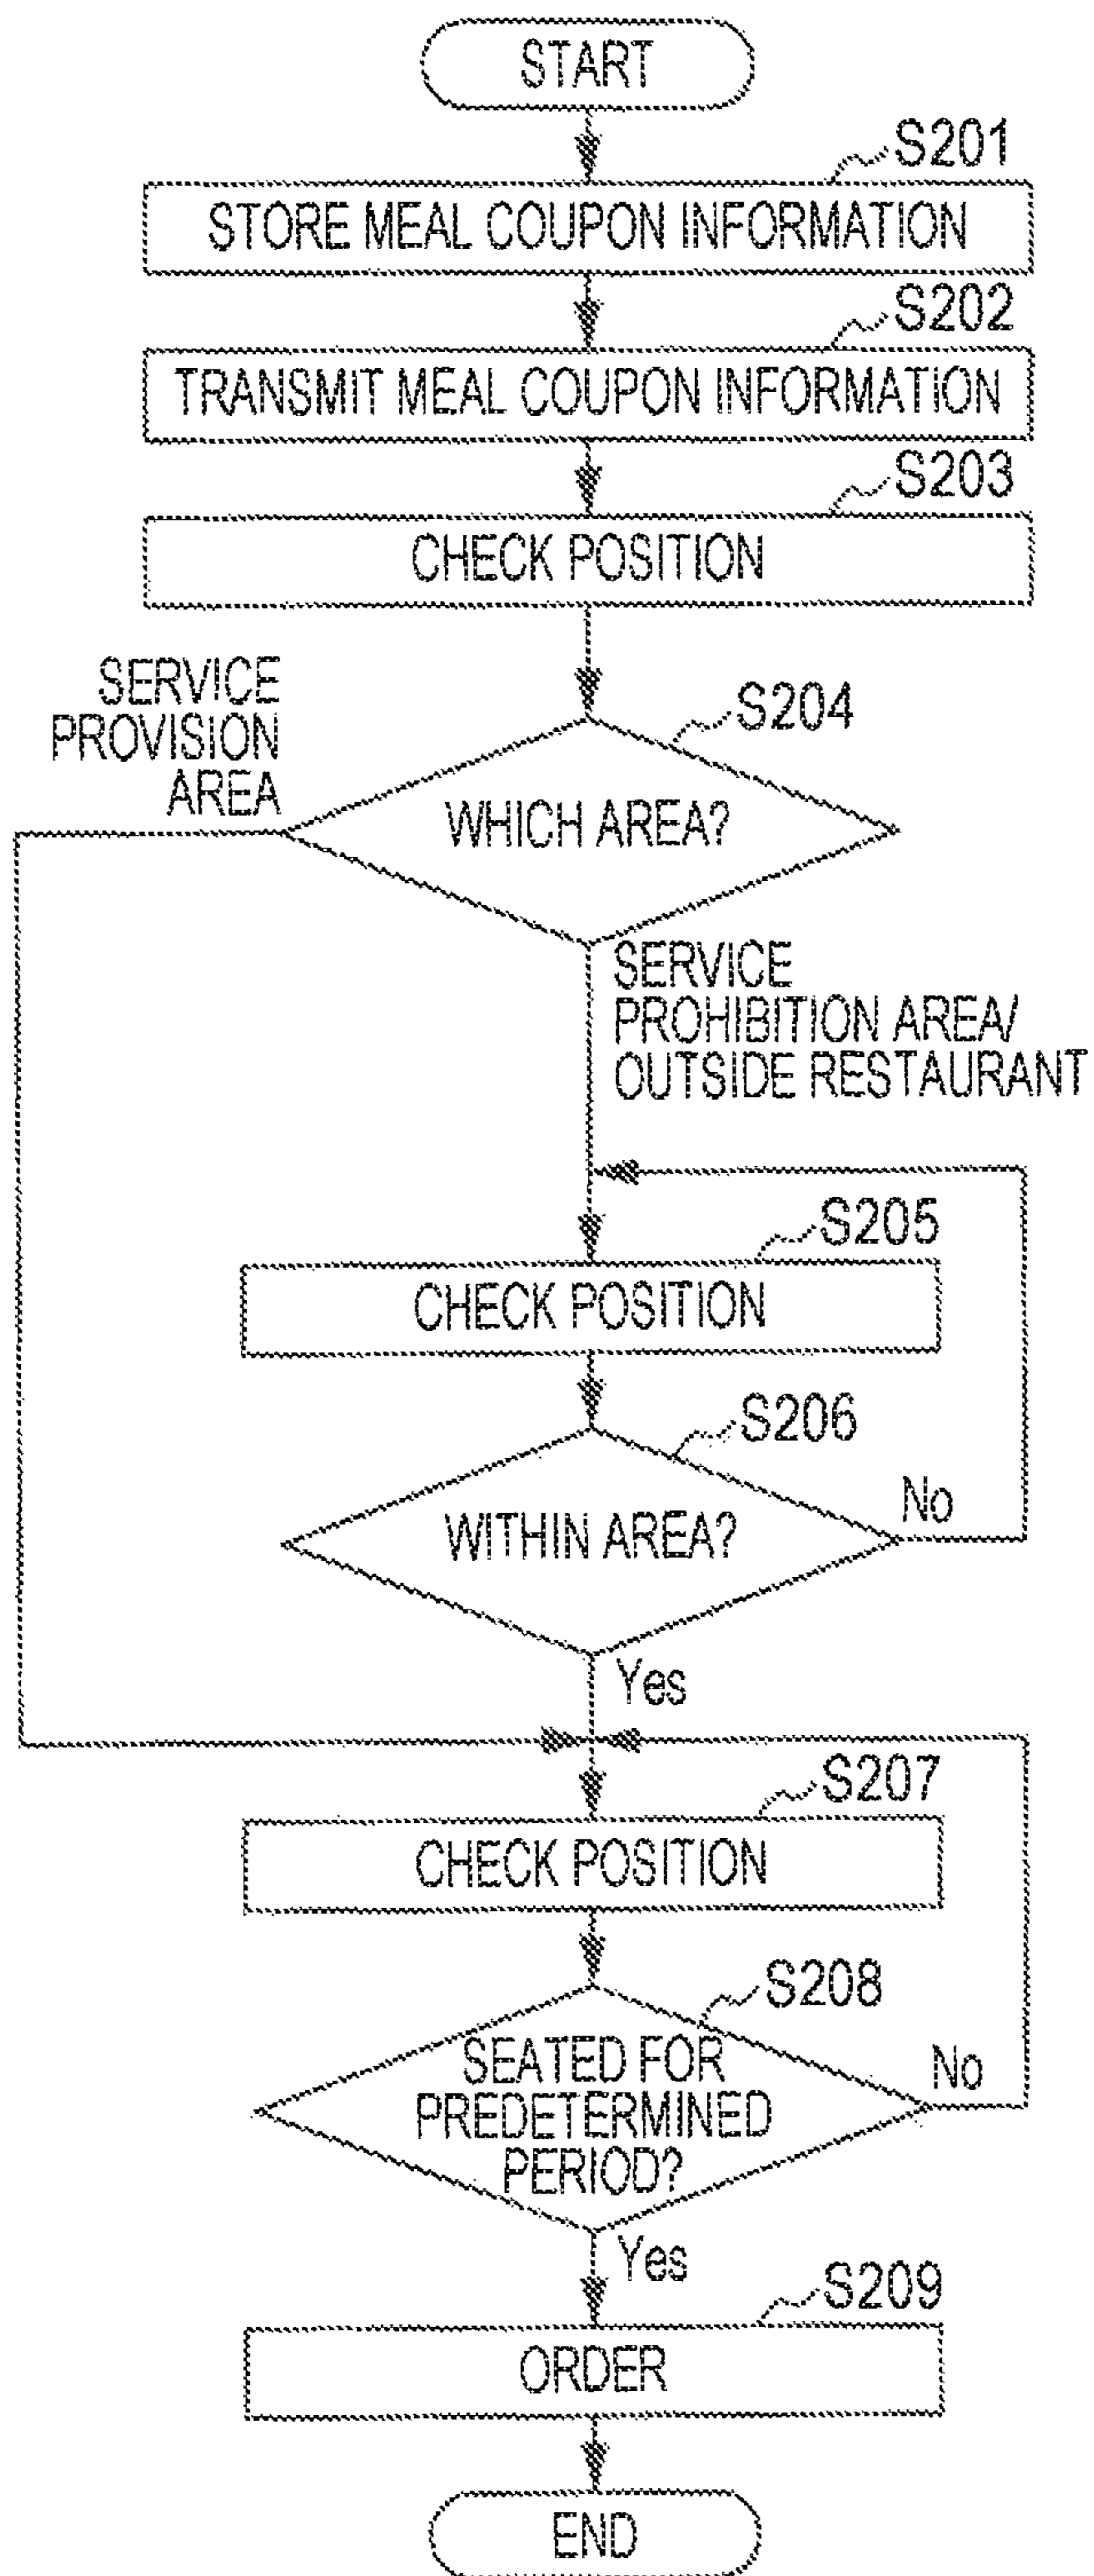 START
S201
STORE MEAL COUPON INFORMATION
S202
TRANSMIT MEAL COUPON INFORMATION
S203
CHECK POSITION
SERVICE
PROVISION
AREA
S204
WHICH AREA?
SERVICE
PROHIBITION AREA/
OUTSIDE RESTAURANT
S205
CHECK POSITION
S206
WITHIN AREA?
No
Yes
S207
CHECK POSITION
S208
SEATED FOR
PREDETERMINED
PERIOD?
No
Yes
S209
ORDER
END